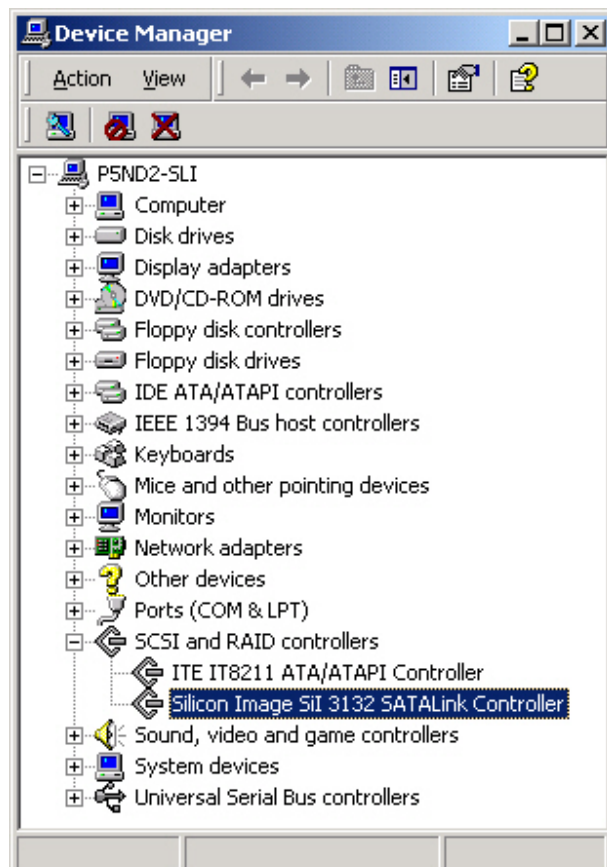 Device Manager
Action View
P5ND2-SLI
Computer
Disk drives
Display adapters
DVD/CD-ROM drives
Floppy disk controllers
Floppy disk drives
IDE ATA/ATAPI controllers
IEEE 1394 Bus host controllers
Keyboards
Mice and other pointing devices
Monitors
Network adapters
Other devices
Ports (COM & LPT)
SCSI and RAID controllers
ITE IT8211 ATA/ATAPI Controller
Silicon Image SiI 3132 SATALink Controller
Sound, video and game controllers
System devices
Universal Serial Bus controllers